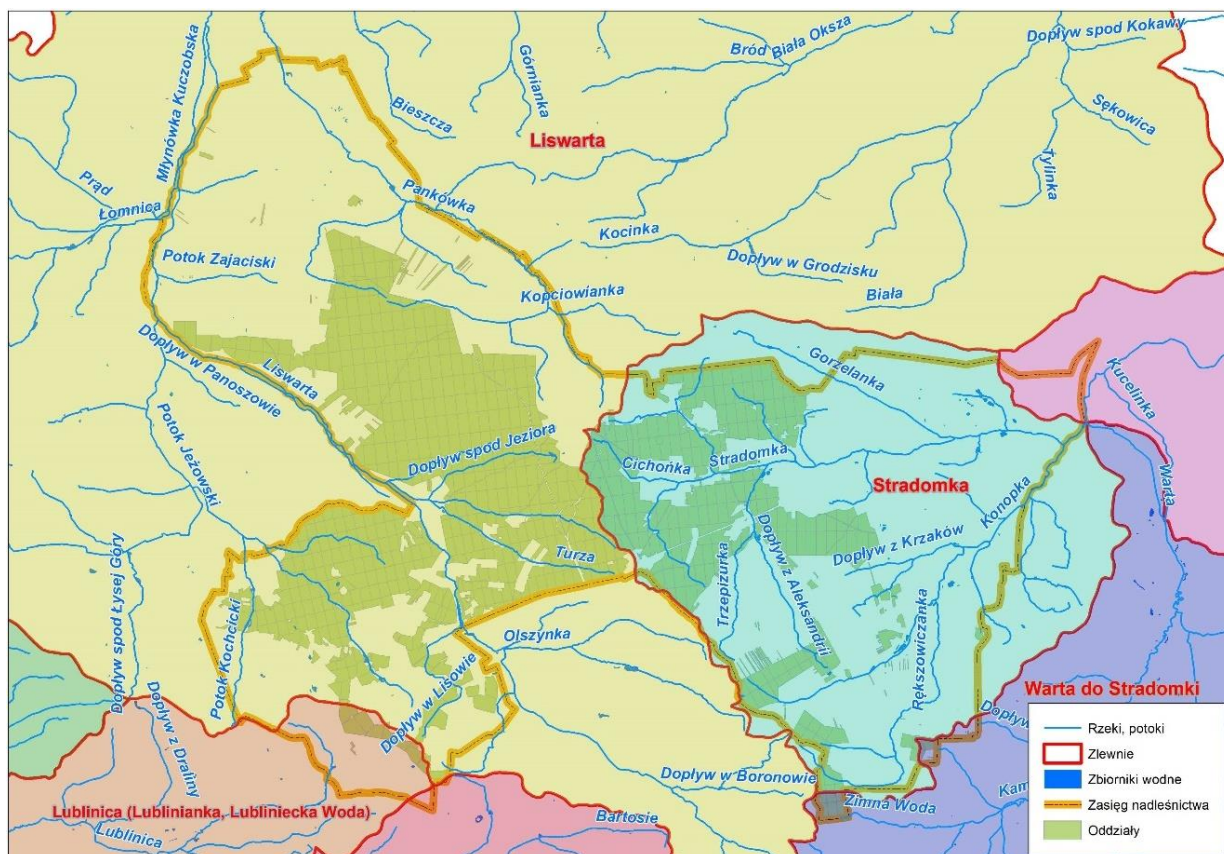 Dopływ spod Kokawy
Bród Biała Oksza
Górnianka
Bieszcza
Sękowica
Młynówka Kuczobska
Liswarta
Tylinka
Prąd
Łomnica
Pankówka
Kocinka
Potok Zajaciski
Dopływ w Grodzisku
Biała
Kopciowianka
Dopływ w Panoszowie
Liswarta
Gorzelanka
Kucelinka
Potok Jeżowski
Dopływ spod Jeziora
Cichońka
Stradomka
Stradomka
Konopka
Warta
Turza
Trzepizurka
Dopływ z Aleksandrii
Dopływ z Krzaków
Dopływ spod Łysej Góry
Potok Kochcicki
Olszynka
Rększowiczanka
Dopływ z Draliny
Dopływ w Lisowie
Warta do Stradomki
Dopływ
Dopływ w Boronowie
Zimna Woda
Kam
Lublinica (Lublinianka, Lubliniecka Woda)
Lublinica
Bartosie
Rzeki, potoki
Zlewnie
Zbiorniki wodne
Zasięg nadleśnictwa
Oddziały